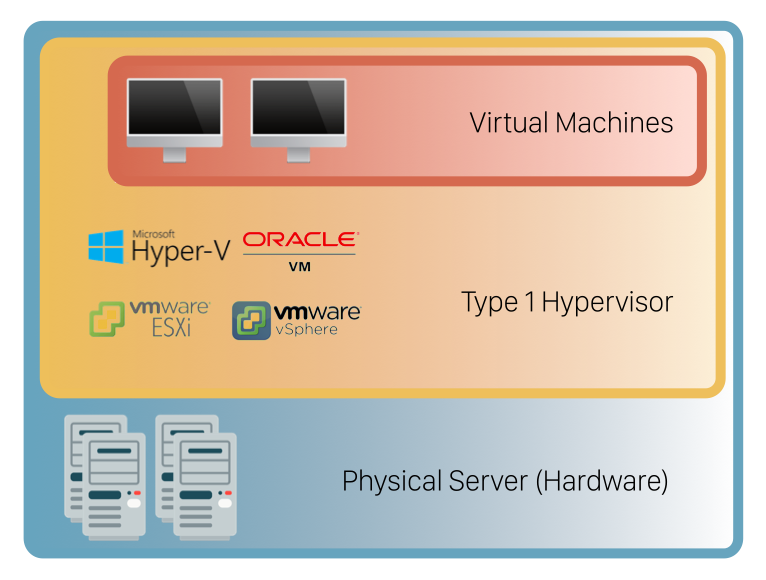 Virtual Machines
Microsoft
Hyper-V
ORACLE
VM
vmware
ESXi
vmware
vSphere
Type 1 Hypervisor
Physical Server (Hardware)